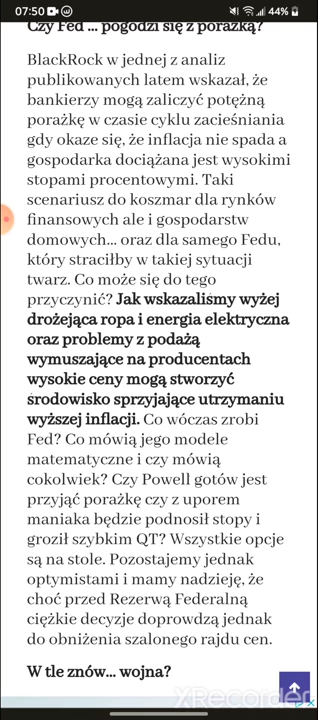 07:50
44%
Czy Fed ... pogodzi się z porażką?
BlackRock w jednej z analiz
publikowanych latem wskazał, że
bankierzy mogą zaliczyć potężną
porażkę w czasie cyklu zacieśniania
gdy okaze się, że inflacja nie spada a
gospodarka dociążana jest wysokimi
stopami procentowymi. Taki
scenariusz do koszmar dla rynków
finansowych ale i gospodarstw
domowych... oraz dla samego Fedu,
który straciłby w takiej sytuacji
twarz. Co może się do tego
przyczynić? Jak wskazaliśmy wyżej
drożejąca ropa i energia elektryczna
oraz problemy z podażą
wymuszające na producentach
wysokie ceny mogą stworzyć
środowisko sprzyjające utrzymaniu
wyższej inflacji. Co wóczas zrobi
Fed? Co mówią jego modele
matematyczne i czy mówią
cokolwiek? Czy Powell gotów jest
przyjąć porażkę czy z uporem
maniaka będzie podnosił stopy i
groził szybkim QT? Wszystkie opcje
są na stole. Pozostajemy jednak
optymistami i mamy nadzieję, że
choć przed Rezerwą Federalną
ciężkie decyzje doprowdzą jednak
do obniżenia szalonego rajdu cen.
W tle znów... wojna?
XRecorder